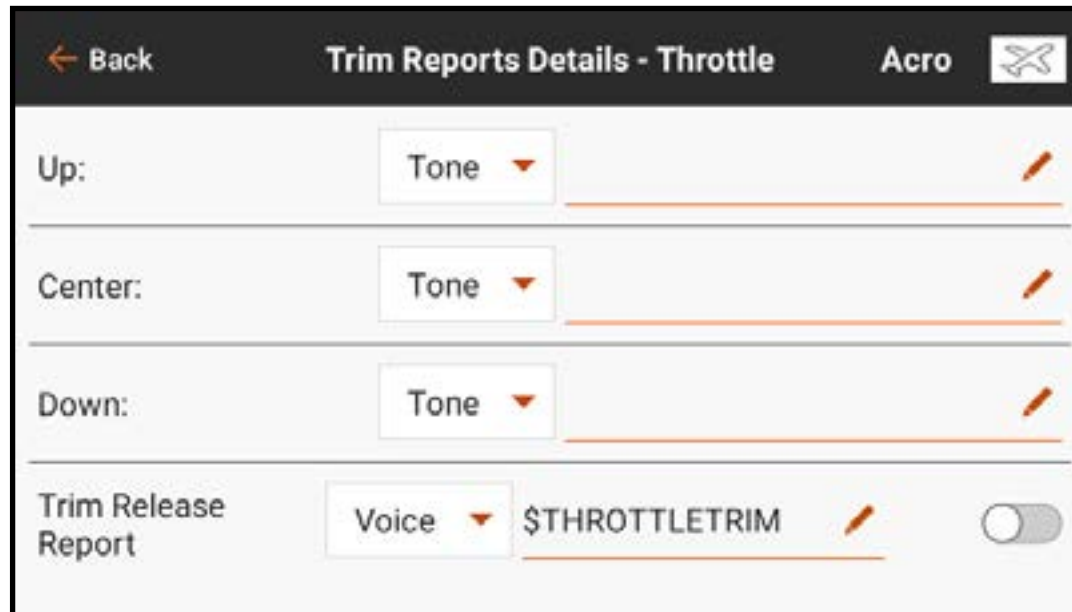 Back Trim Reports Details - Throttle Acro
Up: Tone
Center: Tone
Down: Tone
Trim Release
Report
Voice $THROTTLETRIM